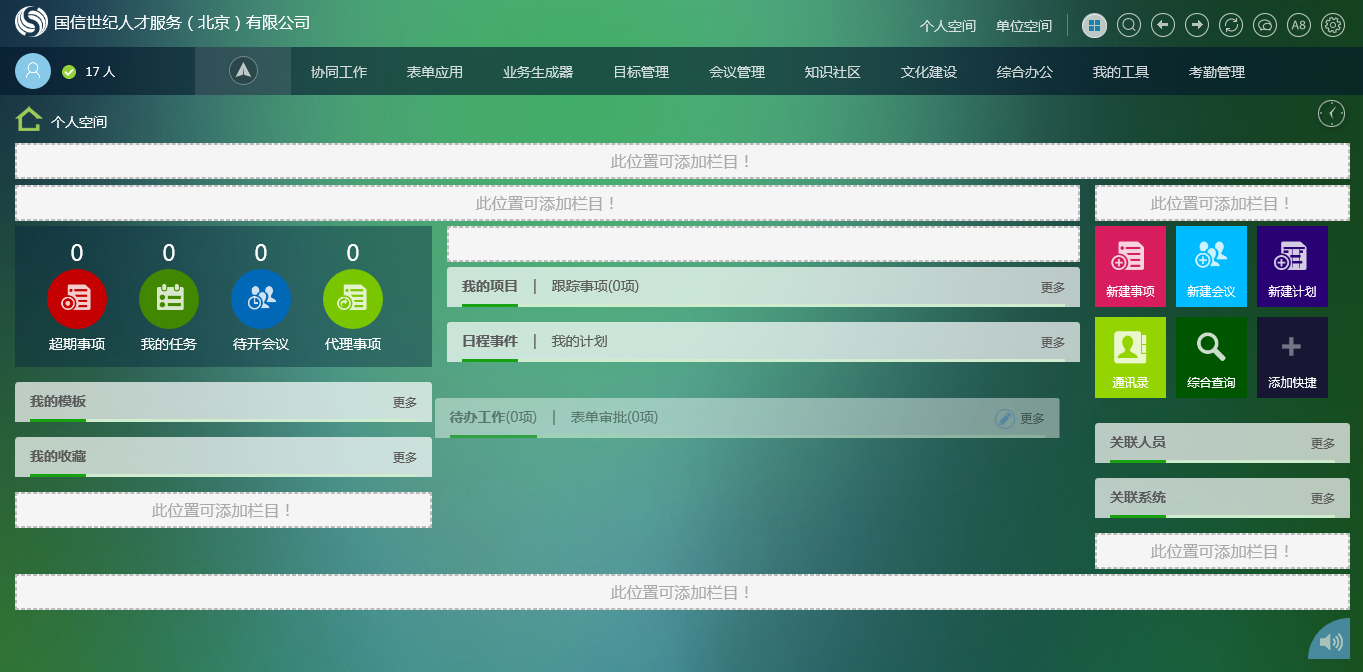 国信世纪人才服务（北京）有限公司
个人空间 单位空间 A8
17 人 协同工作 表单应用 业务生成器 目标管理 会议管理 知识社区 文化建设 综合办公 我的工具 考勤管理
个人空间
此位置可添加栏目！
此位置可添加栏目！ 此位置可添加栏目！
0 0 0 0
超期事项 我的任务 待开会议 代理事项
我的模板 更多
我的收藏 更多
此位置可添加栏目！
我的项目 | 跟踪事项(0项) 更多
日程事件 | 我的计划 更多
待办工作(0项) | 表单审批(0项) 更多
新建事项 新建会议 新建计划
通讯录 综合查询 添加快捷
关联人员 更多
关联系统 更多
此位置可添加栏目！
此位置可添加栏目！